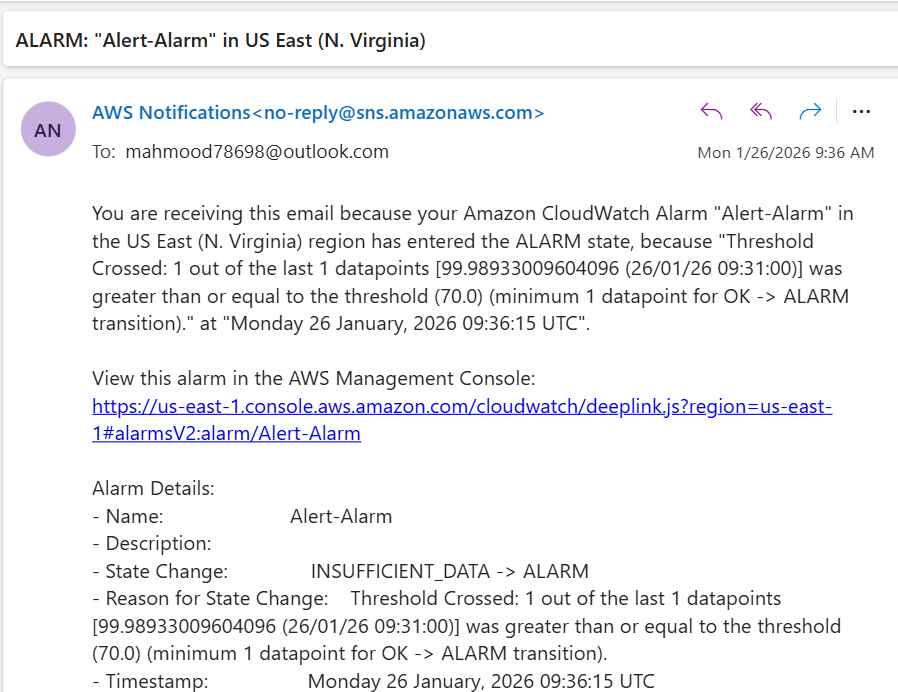 ALARM: "Alert-Alarm" in US East (N. Virginia)
AN
AWS Notifications<no-reply@sns.amazonaws.com>
To: mahmood78698@outlook.com
Mon 1/26/2026 9:36 AM
You are receiving this email because your Amazon CloudWatch Alarm "Alert-Alarm" in
the US East (N. Virginia) region has entered the ALARM state, because "Threshold
Crossed: 1 out of the last 1 datapoints [99.98933009604096 (26/01/26 09:31:00)] was
greater than or equal to the threshold (70.0) (minimum 1 datapoint for OK -> ALARM
transition)." at "Monday 26 January, 2026 09:36:15 UTC".
View this alarm in the AWS Management Console:
https://us-east-1.console.aws.amazon.com/cloudwatch/deeplink.js?region=us-east-
1#alarmsV2:alarm/Alert-Alarm
Alarm Details:
- Name: Alert-Alarm
- Description:
- State Change: INSUFFICIENT_DATA -> ALARM
- Reason for State Change: Threshold Crossed: 1 out of the last 1 datapoints
[99.98933009604096 (26/01/26 09:31:00)] was greater than or equal to the threshold
(70.0) (minimum 1 datapoint for OK -> ALARM transition).
- Timestamp: Monday 26 January, 2026 09:36:15 UTC